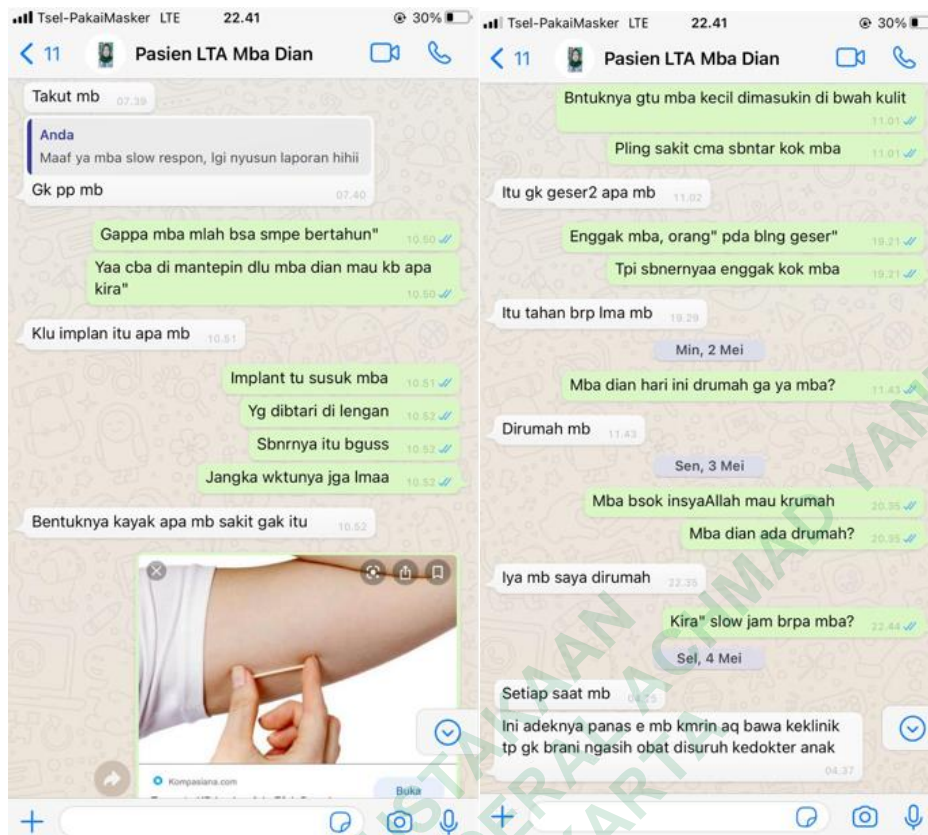 Tsel-PakaiMasker LTE 22.41 30%
11 Pasien LTA Mba Dian
Takut mb 07.39
Anda
Maaf ya mba slow respon, lgi nyusun laporan hihii
Gk pp mb 07.40
Gappa mba mlah bsa smpe bertahun" 10.50
Yaa cba di mantepin dlu mba dian mau kb apa
kira" 10.50
Klu implan itu apa mb 10.51
Implant tu susuk mba 10.51
Yg dibtari di lengan 10.52
Sbnrnya itu bguss 10.52
Jangka wktunya jga lmaa 10.52
Bentuknya kayak apa mb sakit gak itu 10.52
Kompasiana.com
Buka
Tsel-PakaiMasker LTE 22.41 30%
11 Pasien LTA Mba Dian
Bntuknya gtu mba kecil dimasukin di bwah kulit
11.01
Pling sakit cma sbntar kok mba 11.01
Itu gk geser2 apa mb 11.02
Enggak mba, orang" pda blng geser" 19.21
Tpi sbnernyaa enggak kok mba 19.21
Itu tahan brp lma mb 19.29
Min, 2 Mei
Mba dian hari ini drumah ga ya mba? 11.43
Dirumah mb 11.43
Sen, 3 Mei
Mba bsok insyaAllah mau krumah 20.35
Mba dian ada drumah? 20.35
Iya mb saya dirumah 22.35
Kira" slow jam brpa mba? 22.44
Sel, 4 Mei
Setiap saat mb
Ini adeknya panas e mb kmrin aq bawa keklinik
tp gk brani ngasih obat disuruh kedokter anak
04.37